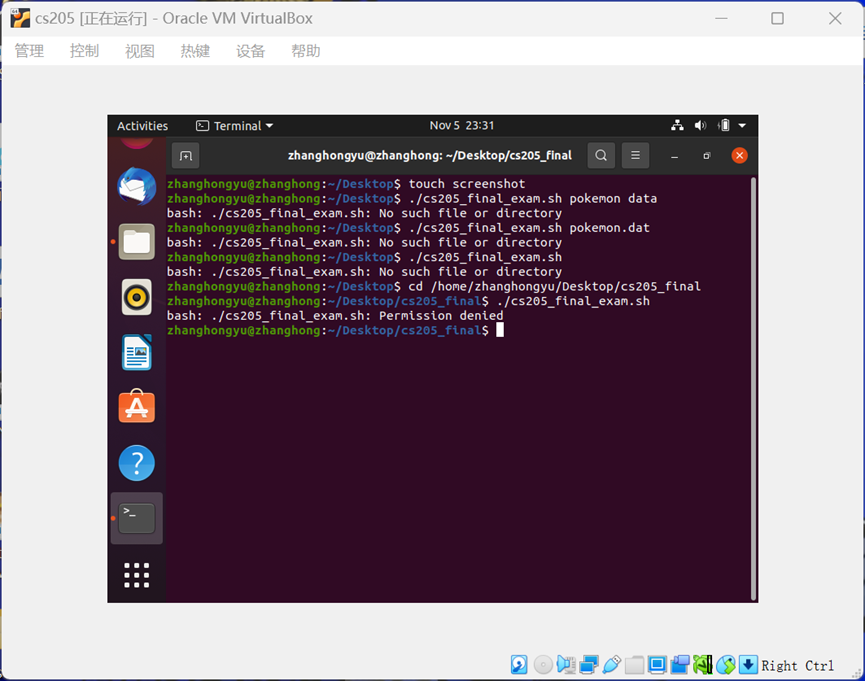 cs205 [正在运行] - Oracle VM VirtualBox
管理 控制 视图 热键 设备 帮助
Activities Terminal Nov 5 23:31
zhanghongyu@zhanghong: ~/Desktop/cs205_final
zhanghongyu@zhanghong:~/Desktop$ touch screenshot
zhanghongyu@zhanghong:~/Desktop$ ./cs205_final_exam.sh pokemon data
bash: ./cs205_final_exam.sh: No such file or directory
zhanghongyu@zhanghong:~/Desktop$ ./cs205_final_exam.sh pokemon.dat
bash: ./cs205_final_exam.sh: No such file or directory
zhanghongyu@zhanghong:~/Desktop$ ./cs205_final_exam.sh
bash: ./cs205_final_exam.sh: No such file or directory
zhanghongyu@zhanghong:~/Desktop$ cd /home/zhanghongyu/Desktop/cs205_final
zhanghongyu@zhanghong:~/Desktop/cs205_final$ ./cs205_final_exam.sh
bash: ./cs205_final_exam.sh: Permission denied
zhanghongyu@zhanghong:~/Desktop/cs205_final$
Right Ctrl